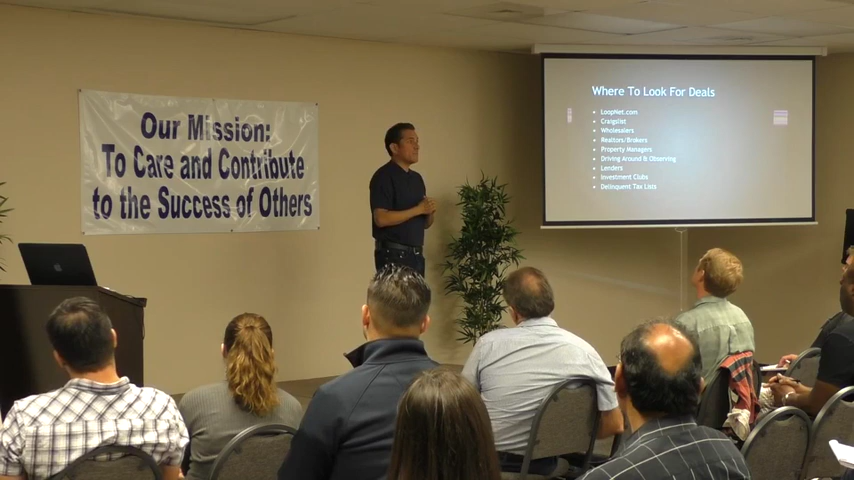 Our Mission:
To Care and Contribute
to the Success of Others
Where To Look For Deals
LoopNet.com
Craigslist
Wholesalers
Realtors/Brokers
Property Managers
Driving Around & Observing
Lenders
Investment Clubs
Delinquent Tax Lists